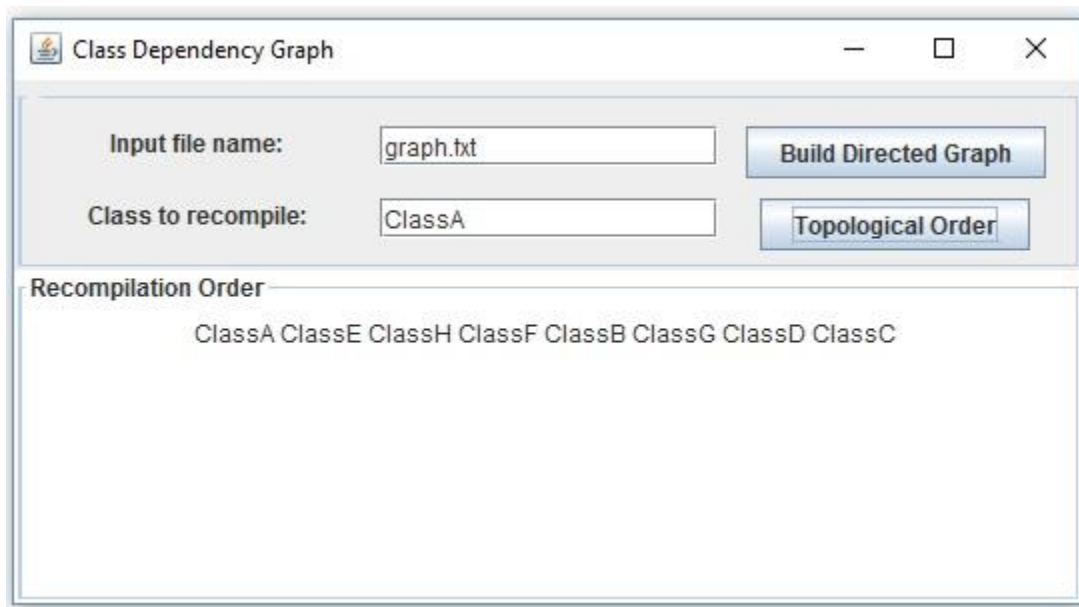 Class Dependency Graph
Input file name:
graph.txt
Build Directed Graph
Class to recompile:
ClassA
Topological Order
Recompilation Order
ClassA ClassE ClassH ClassF ClassB ClassG ClassD ClassC